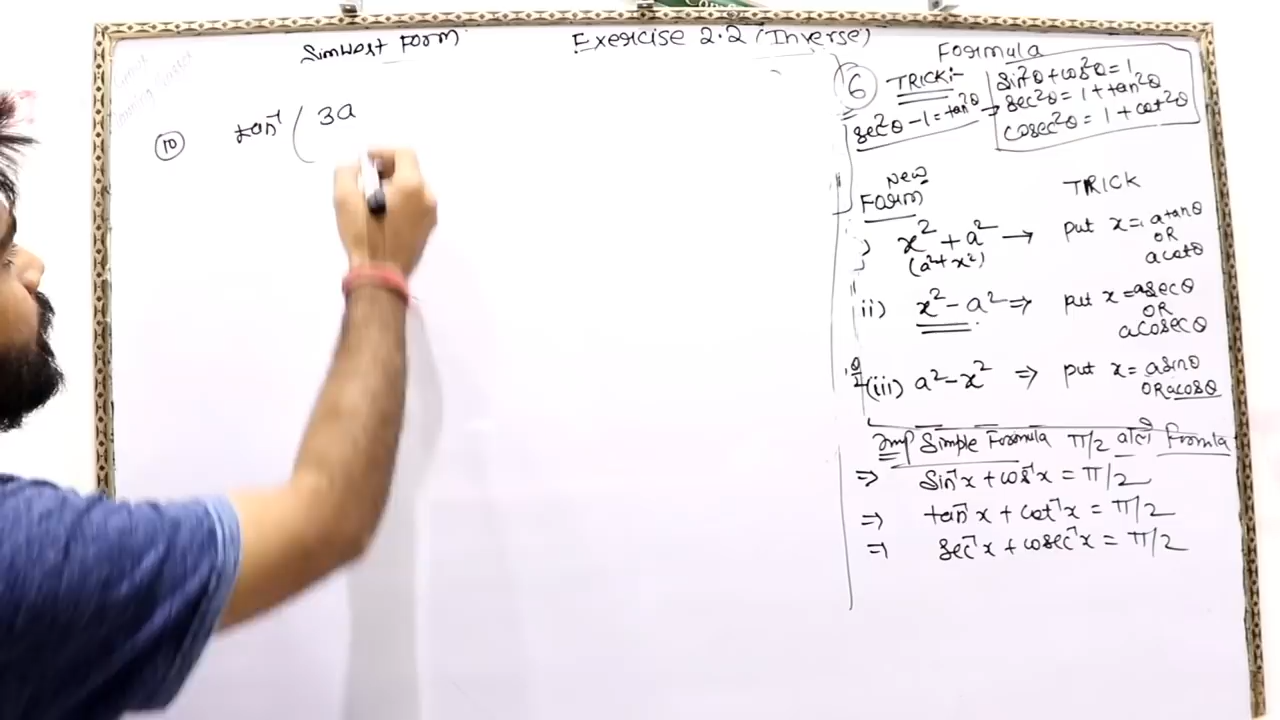 Simplest Form
Exercise 2.2 (Inverse)
10 tan⁻¹ ( 3a
Formula
6 TRICK:-
sin²θ + cos²θ = 1
sec²θ - 1 = tan²θ → sec²θ = 1 + tan²θ
cosec²θ = 1 + cot²θ
New
Form
TRICK
) x² + a² → put x = a tanθ
(a² + x²) OR
a cotθ
ii) x² - a² ⇒ put x = a secθ
OR
a cosecθ
(iii) a² - x² ⇒ put x = a sinθ
OR a cosθ
Imp Simple Formula π/2 वाले Formula
⇒ Sin⁻¹x + cos⁻¹x = π/2
⇒ tan⁻¹x + cot⁻¹x = π/2
⇒ sec⁻¹x + cosec⁻¹x = π/2